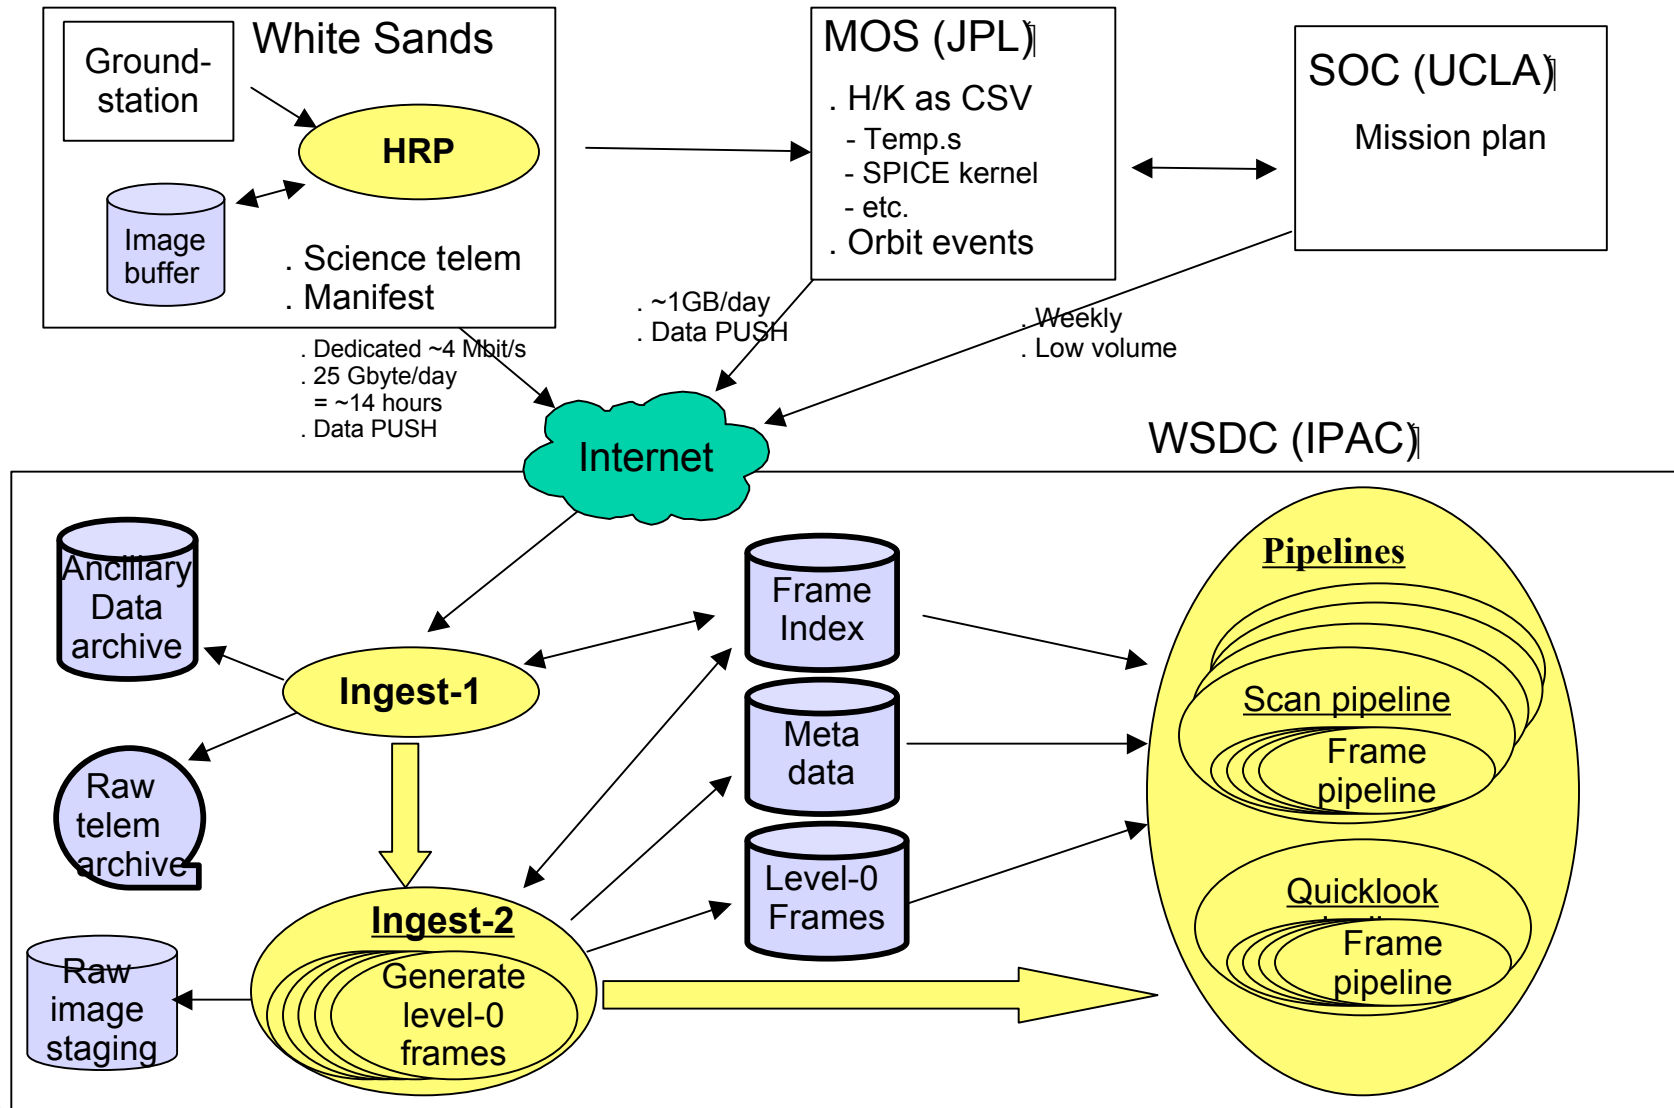 White Sands
Ground-
station
HRP
Image
buffer
. Science telem
. Manifest
MOS (JPL)
. H/K as CSV
- Temp.s
- SPICE kernel
- etc.
. Orbit events
SOC (UCLA)
Mission plan
. Dedicated ~4 Mbit/s
. 25 Gbyte/day
= ~14 hours
. Data PUSH
. ~1GB/day
. Data PUSH
. Weekly
. Low volume
Internet
WSDC (IPAC)
Ancillary
Data
archive
Ingest-1
Raw
telem
archive
Ingest-2
Generate
level-0
frames
Raw
image
staging
Frame
Index
Meta
data
Level-0
Frames
Pipelines
Scan pipeline
Frame
pipeline
Quicklook
Frame
pipeline